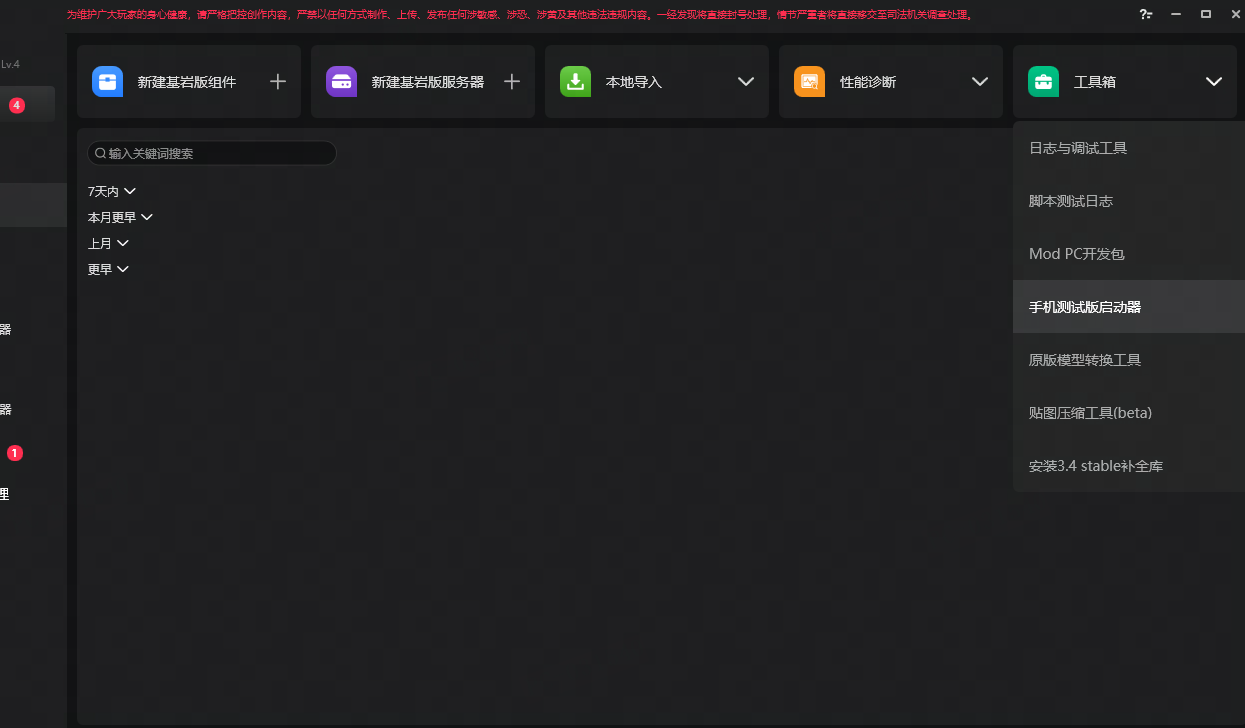 为维护广大玩家的身心健康，请严格把控创作内容，严禁以任何方式制作、上传、发布任何涉敏感、涉恐、涉黄及其他违法违规内容。一经发现将直接封号处理，情节严重者将直接移交至司法机关调查处理。
Lv.4
4
新建基岩版组件
新建基岩版服务器
本地导入
性能诊断
工具箱
输入关键词搜索
7天内
本月更早
上月
更早
日志与调试工具
脚本测试日志
Mod PC开发包
手机测试版启动器
原版模型转换工具
贴图压缩工具(beta)
安装3.4 stable补全库
器
器
1
理